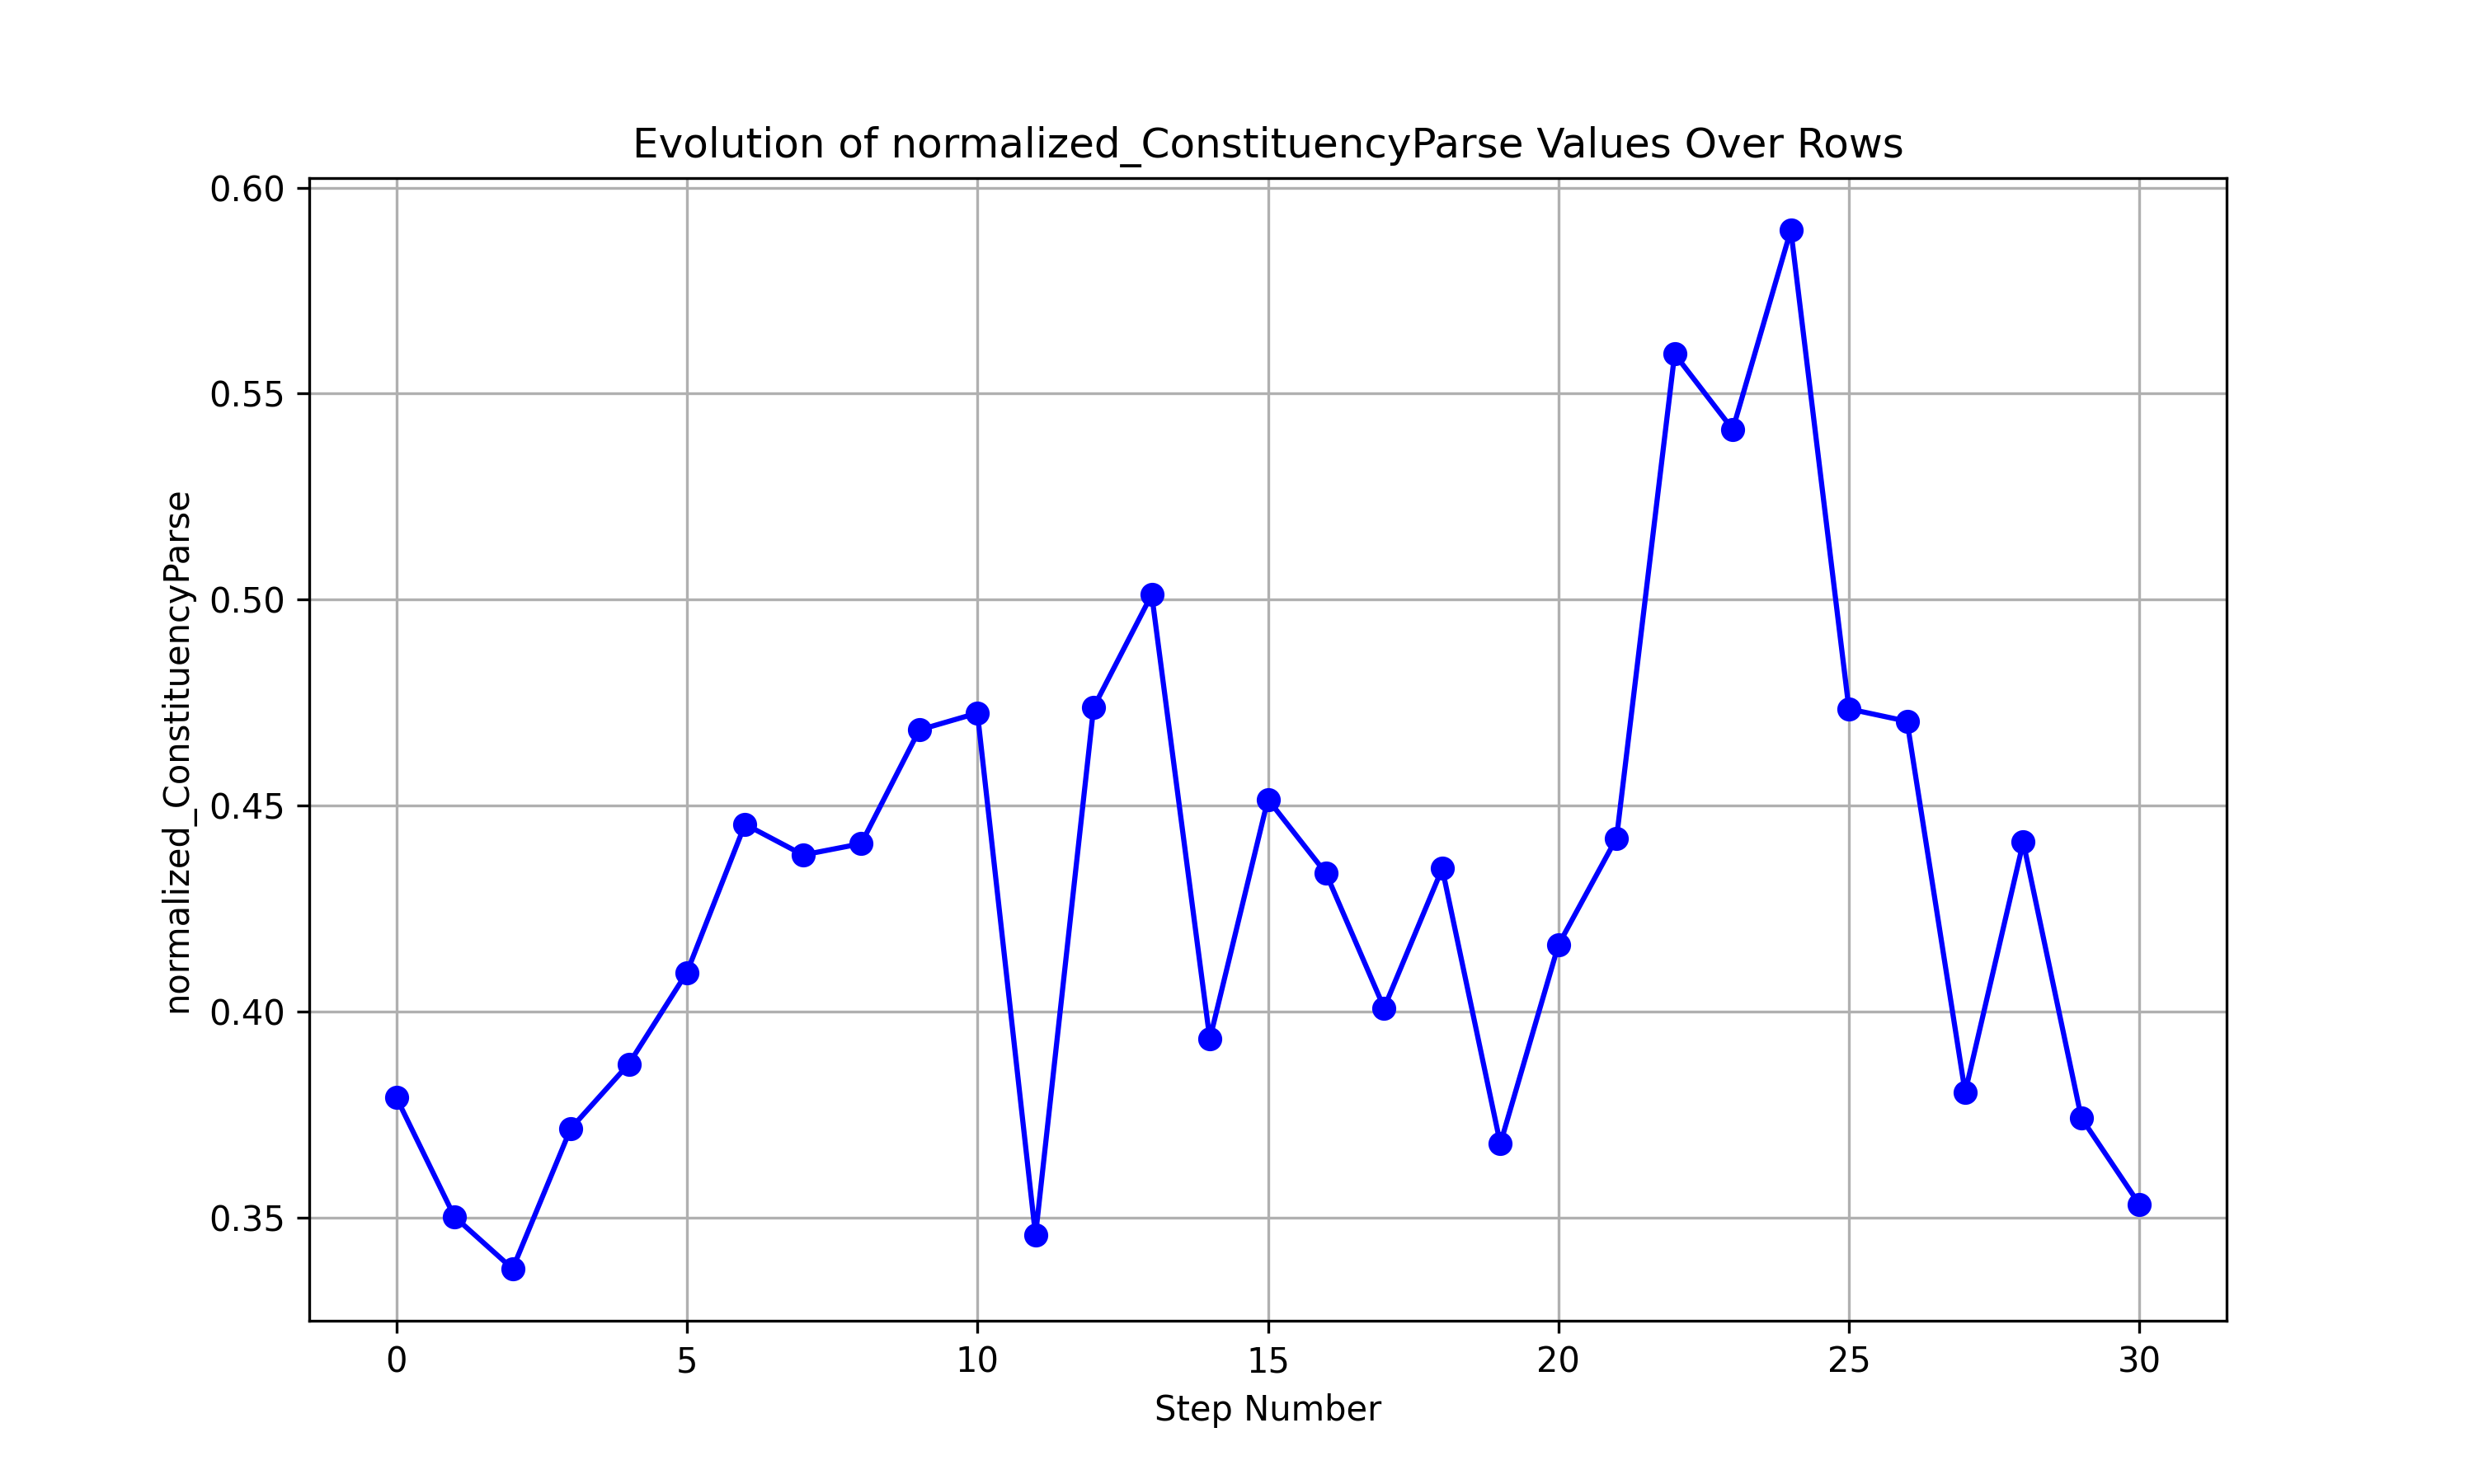 Evolution of normalized_ConstituencyParse Values Over Rows
0.60
0.55
0.50
0.45
0.40
0.35
normalized_ConstituencyParse
0 5 10 15 20 25 30
Step Number